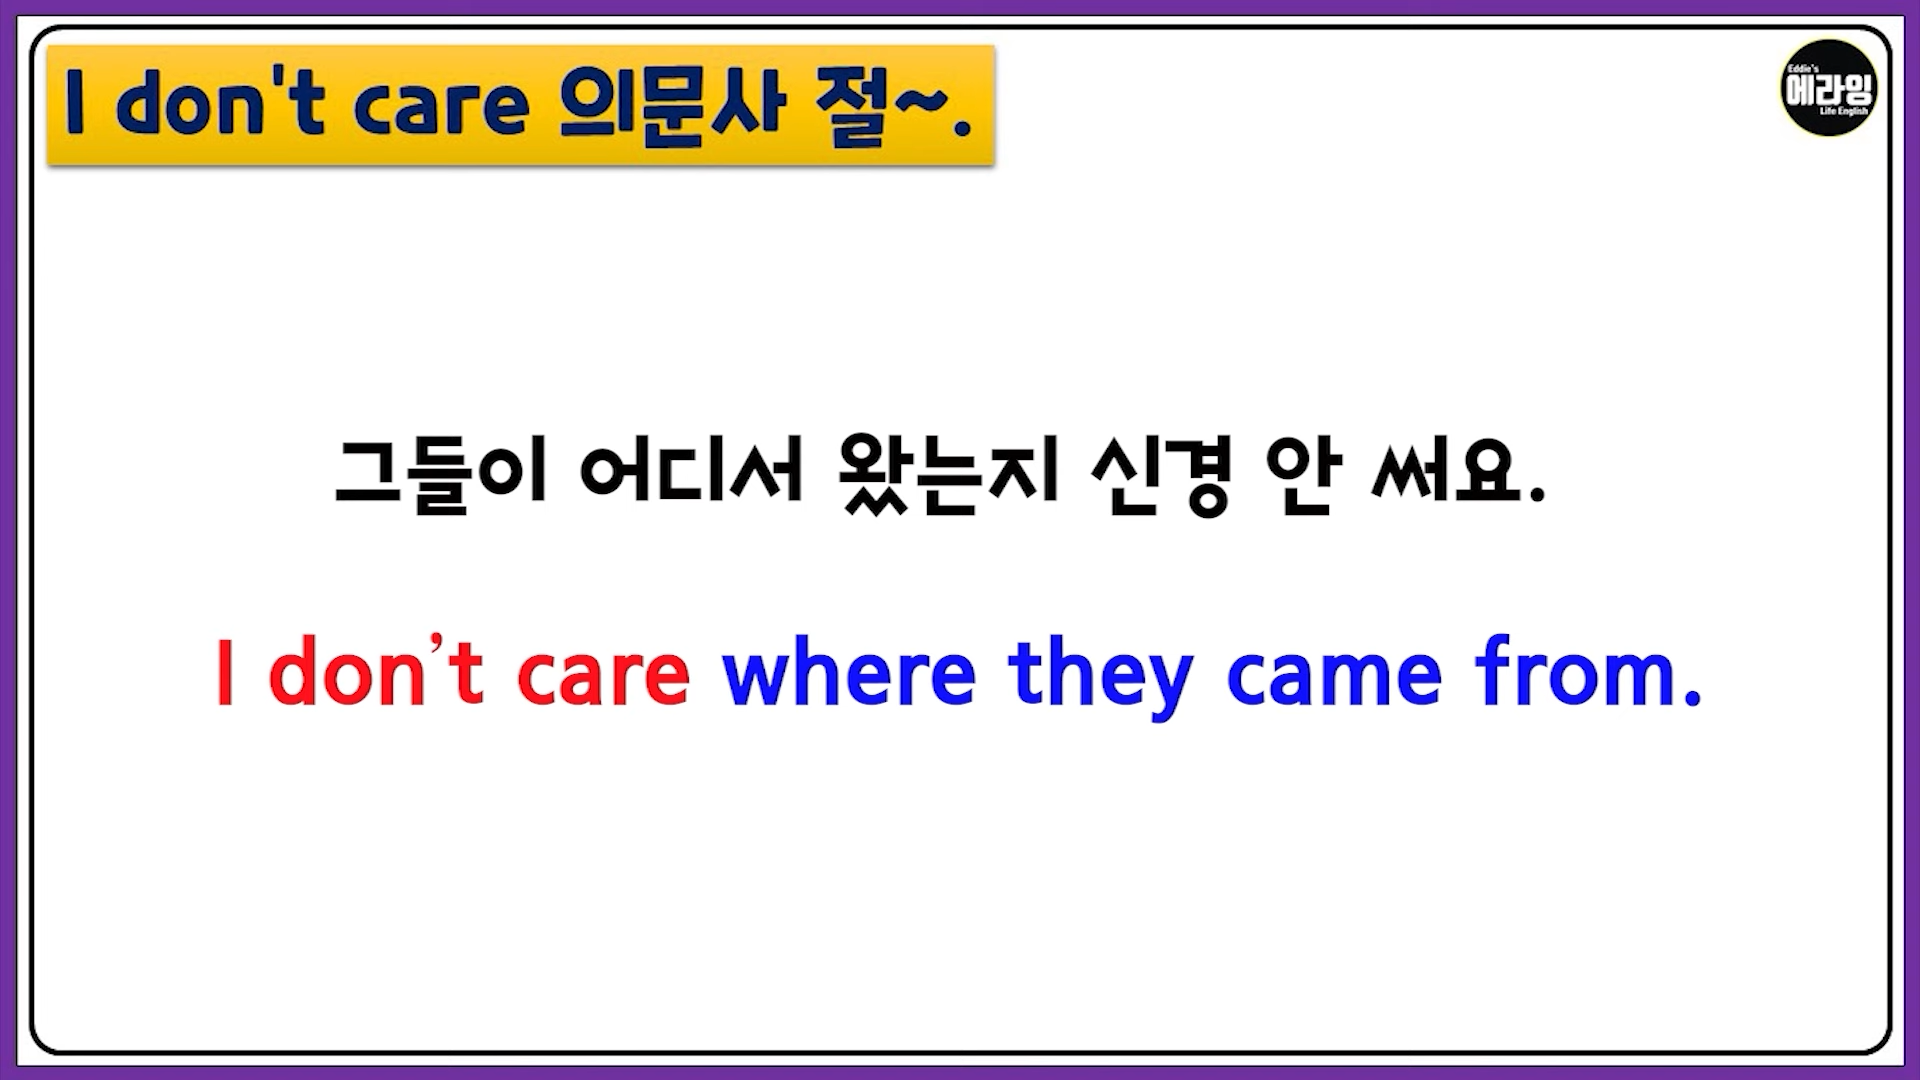 I don't care 의문사 절~.
Eddie's
에라잉
Life English
그들이 어디서 왔는지 신경 안 써요.
I don’t care where they came from.